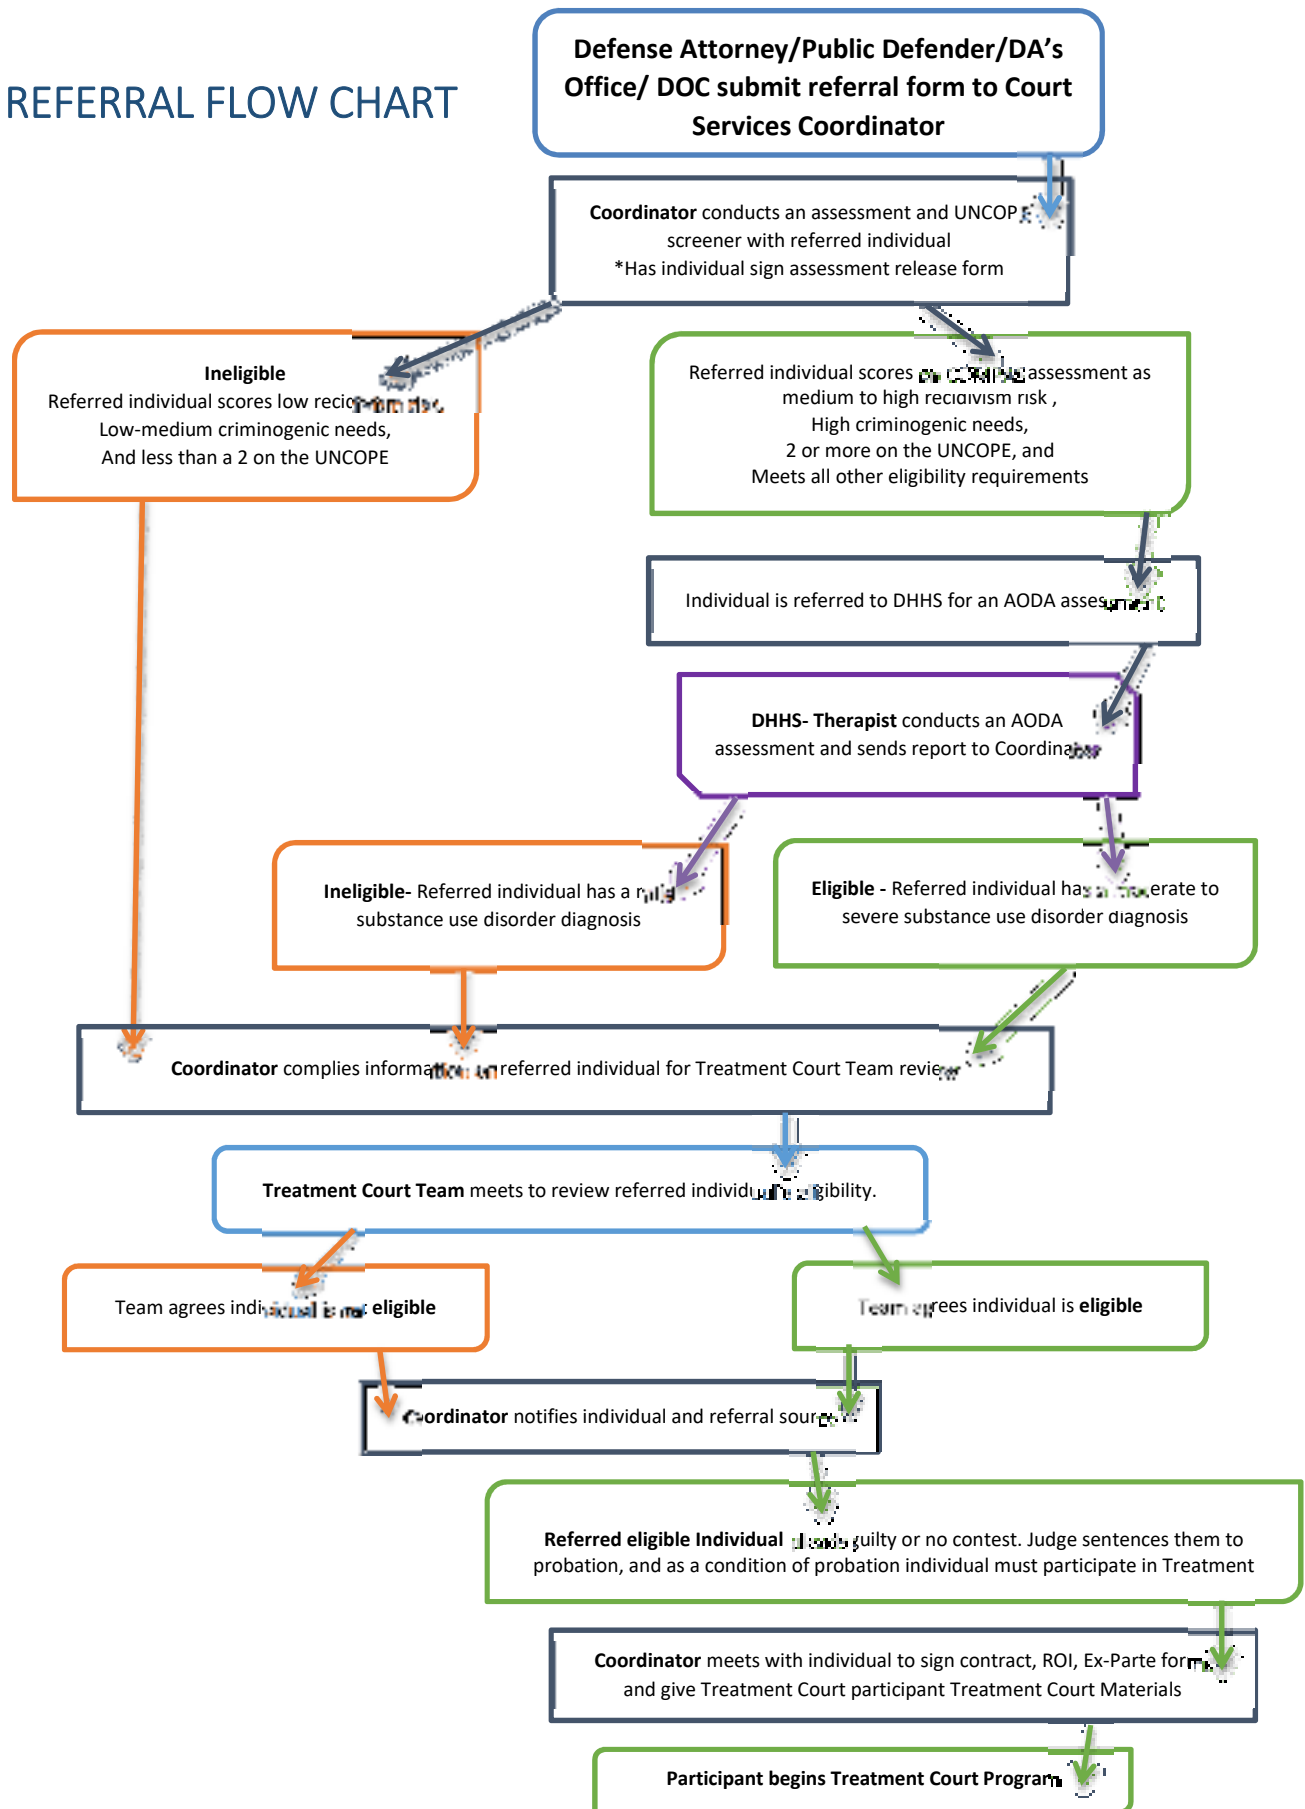 REFERRAL FLOW CHART
Defense Attorney/Public Defender/DA's
Office/ DOC submit referral form to Court
Services Coordinator
Coordinator conducts an assessment and UNCOP
screener with referred individual
*Has individual sign assessment release form
Ineligible
Referred individual scores low recidivism risk,
Low-medium criminogenic needs,
And less than a 2 on the UNCOPE
Referred individual scores assessment as
medium to high recidivism risk ,
High criminogenic needs,
2 or more on the UNCOPE, and
Meets all other eligibility requirements
Individual is referred to DHHS for an AODA assessment
DHHS- Therapist conducts an AODA
assessment and sends report to Coordinator
Ineligible- Referred individual has a mild
substance use disorder diagnosis
Eligible - Referred individual has a moderate to
severe substance use disorder diagnosis
Coordinator complies information on referred individual for Treatment Court Team review
Treatment Court Team meets to review referred individual's eligibility.
Team agrees individual is not eligible
Team agrees individual is eligible
Coordinator notifies individual and referral source
Referred eligible Individual pleads guilty or no contest. Judge sentences them to
probation, and as a condition of probation individual must participate in Treatment
Coordinator meets with individual to sign contract, ROI, Ex-Parte form,
and give Treatment Court participant Treatment Court Materials
Participant begins Treatment Court Program